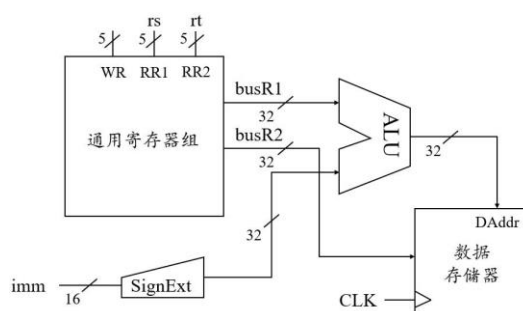 rs rt
5 5 5
WR RR1 RR2
busR1
32
通用寄存器组
busR2
32
ALU
32
32
DAddr
数据
存储器
imm
16
SignExt
CLK